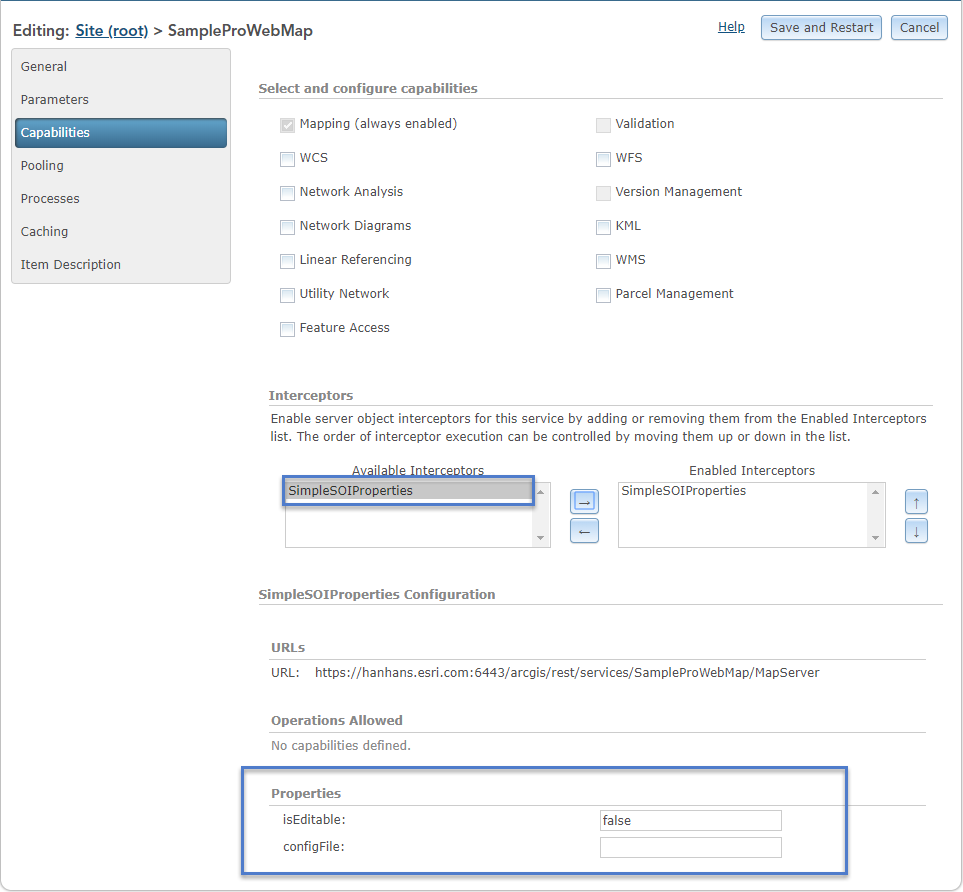 Editing: Site (root) > SampleProWebMap
Help
Save and Restart
Cancel
General
Parameters
Capabilities
Pooling
Processes
Caching
Item Description
Select and configure capabilities
Mapping (always enabled)
Validation
WCS
WFS
Network Analysis
Version Management
Network Diagrams
KML
Linear Referencing
WMS
Utility Network
Parcel Management
Feature Access
Interceptors
Enable server object interceptors for this service by adding or removing them from the Enabled Interceptors
list. The order of interceptor execution can be controlled by moving them up or down in the list.
Available Interceptors
Enabled Interceptors
SimpleSOIProperties
→
SimpleSOIProperties
↑
←
↓
SimpleSOIProperties Configuration
URLs
URL: https://hanhans.esri.com:6443/arcgis/rest/services/SampleProWebMap/MapServer
Operations Allowed
No capabilities defined.
Properties
isEditable: false
configFile: